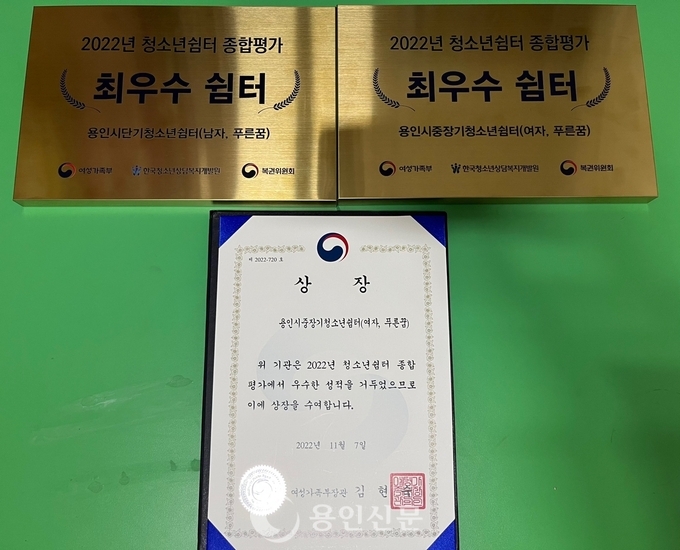 2022년 청소년쉼터 종합평가
최우수 쉼터
용인시단기청소년쉼터(남자, 푸른꿈)
여성가족부 한국청소년상담복지개발원 복권위원회
2022년 청소년쉼터 종합평가
최우수 쉼터
용인시중장기청소년쉼터(여자, 푸른꿈)
여성가족부 한국청소년상담복지개발원 복권위원회
제 2022-720 호
상 장
용인시중장기청소년쉼터(여자, 푸른꿈)
위 기관은 2022년 청소년쉼터 종합
평가에서 우수한 성적을 거두었으므로
이에 상장을 수여합니다.
2022년 11월 7일
여성가족부장관 김 현
용인신문